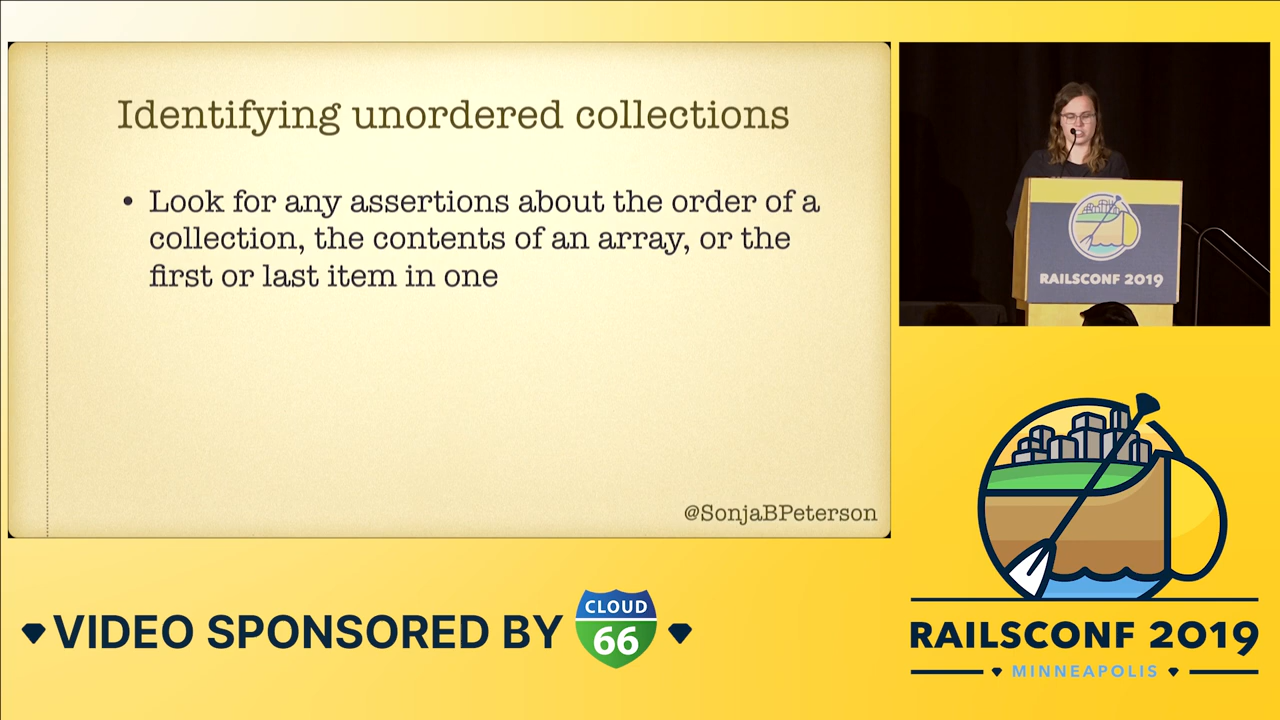 Identifying unordered collections
• Look for any assertions about the order of a
collection, the contents of an array, or the
first or last item in one
@SonjaBPeterson
RAILSCONF 2019
VIDEO SPONSORED BY CLOUD 66
RAILSCONF 2019
MINNEAPOLIS